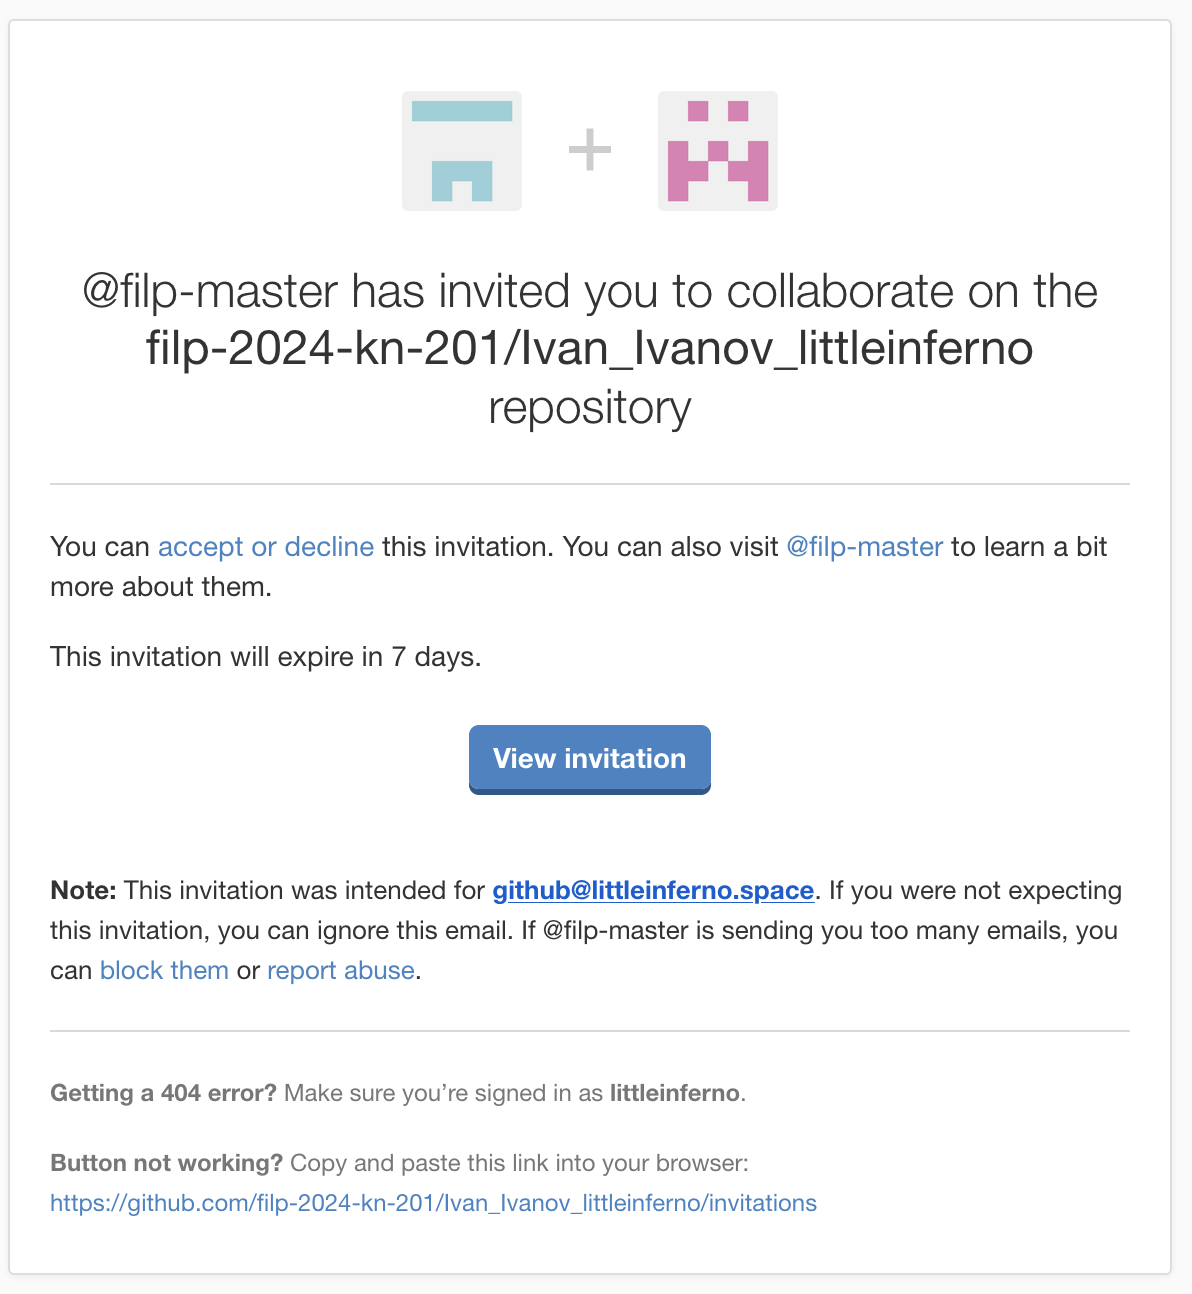 @filp-master has invited you to collaborate on the
filp-2024-kn-201/Ivan_Ivanov_littleinferno
repository
You can accept or decline this invitation. You can also visit @filp-master to learn a bit
more about them.
This invitation will expire in 7 days.
View invitation
Note: This invitation was intended for github@littleinferno.space. If you were not expecting
this invitation, you can ignore this email. If @filp-master is sending you too many emails, you
can block them or report abuse.
Getting a 404 error? Make sure you’re signed in as littleinferno.
Button not working? Copy and paste this link into your browser:
https://github.com/filp-2024-kn-201/Ivan_Ivanov_littleinferno/invitations